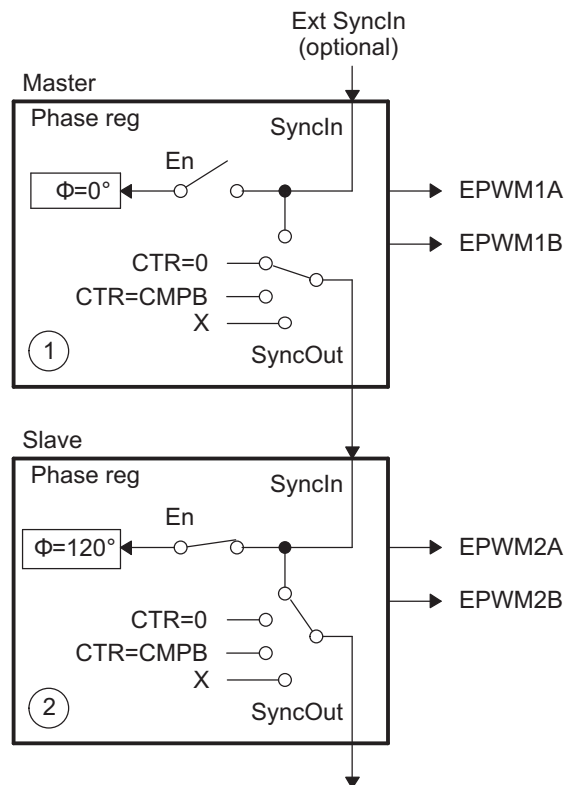 Ext SyncIn
(optional)
Master
Phase reg
SyncIn
En
Φ=0°
EPWM1A
EPWM1B
CTR=0
CTR=CMPB
X
1
SyncOut
Slave
Phase reg
SyncIn
En
Φ=120°
EPWM2A
EPWM2B
CTR=0
CTR=CMPB
X
2
SyncOut